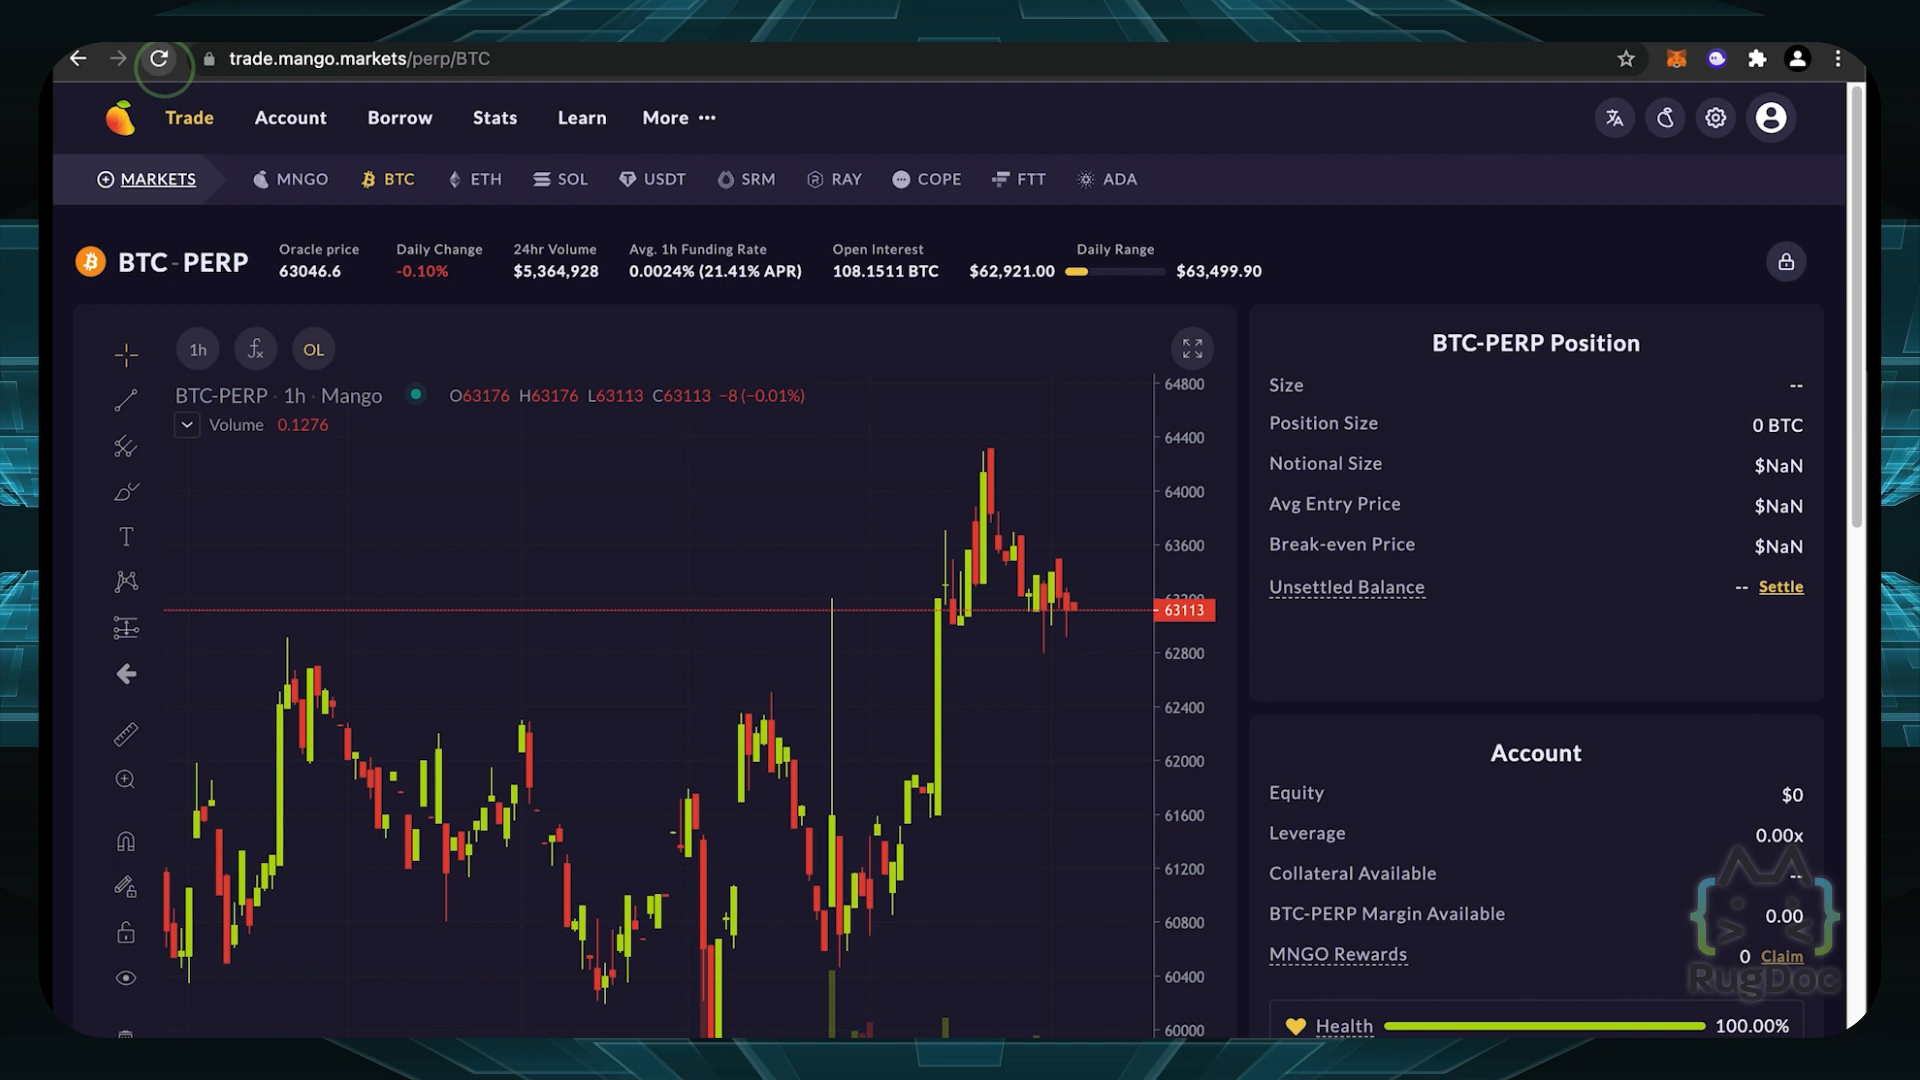 trade.mango.markets/perp/BTC
Trade Account Borrow Stats Learn More ···
MARKETS MNGO BTC ETH SOL USDT SRM RAY COPE FTT ADA
BTC-PERP
Oracle price
63046.6
Daily Change
-0.10%
24hr Volume
$5,364,928
Avg. 1h Funding Rate
0.0024% (21.41% APR)
Open Interest
108.1511 BTC
Daily Range
$62,921.00 $63,499.90
1h fx OL
BTC-PERP · 1h · Mango O63176 H63176 L63113 C63113 −8 (−0.01%)
Volume 0.1276
64800
64400
64000
63600
63200
63113
62800
62400
62000
61600
61200
60800
60400
60000
BTC-PERP Position
Size --
Position Size 0 BTC
Notional Size $NaN
Avg Entry Price $NaN
Break-even Price $NaN
Unsettled Balance -- Settle
Account
Equity $0
Leverage 0.00x
Collateral Available --
BTC-PERP Margin Available 0.00
MNGO Rewards 0 Claim
RugDoc
Health 100.00%